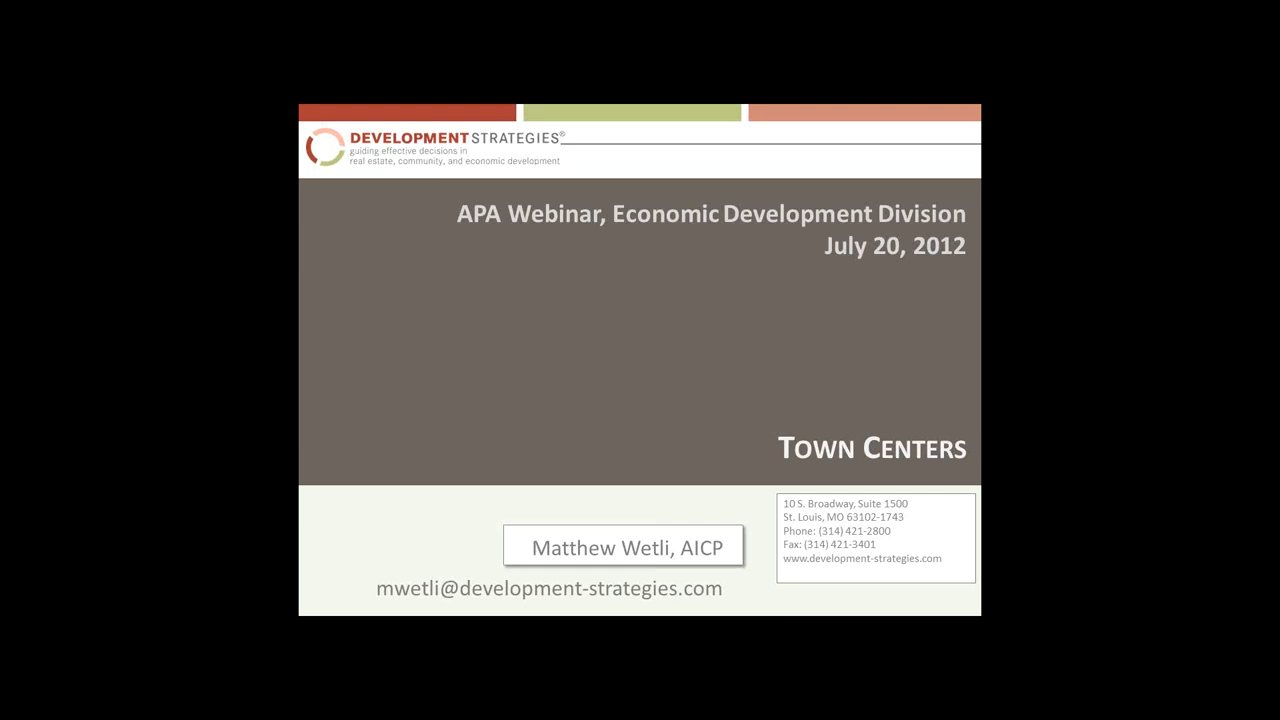 DEVELOPMENT STRATEGIES®
guiding effective decisions in
real estate, community, and economic development
APA Webinar, Economic Development Division
July 20, 2012
TOWN CENTERS
Matthew Wetli, AICP
mwetli@development-strategies.com
10 S. Broadway, Suite 1500
St. Louis, MO 63102-1743
Phone: (314) 421-2800
Fax: (314) 421-3401
www.development-strategies.com